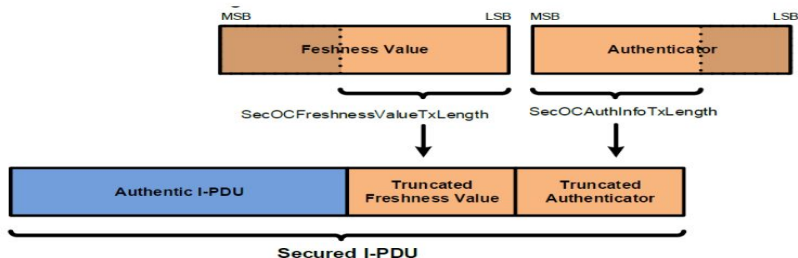 MSB LSB MSB LSB
Feshness Value Authenticator
SecOCFreshnessValueTxLength SecOCAuthInfoTxLength
Authentic I-PDU Truncated Freshness Value Truncated Authenticator
Secured I-PDU